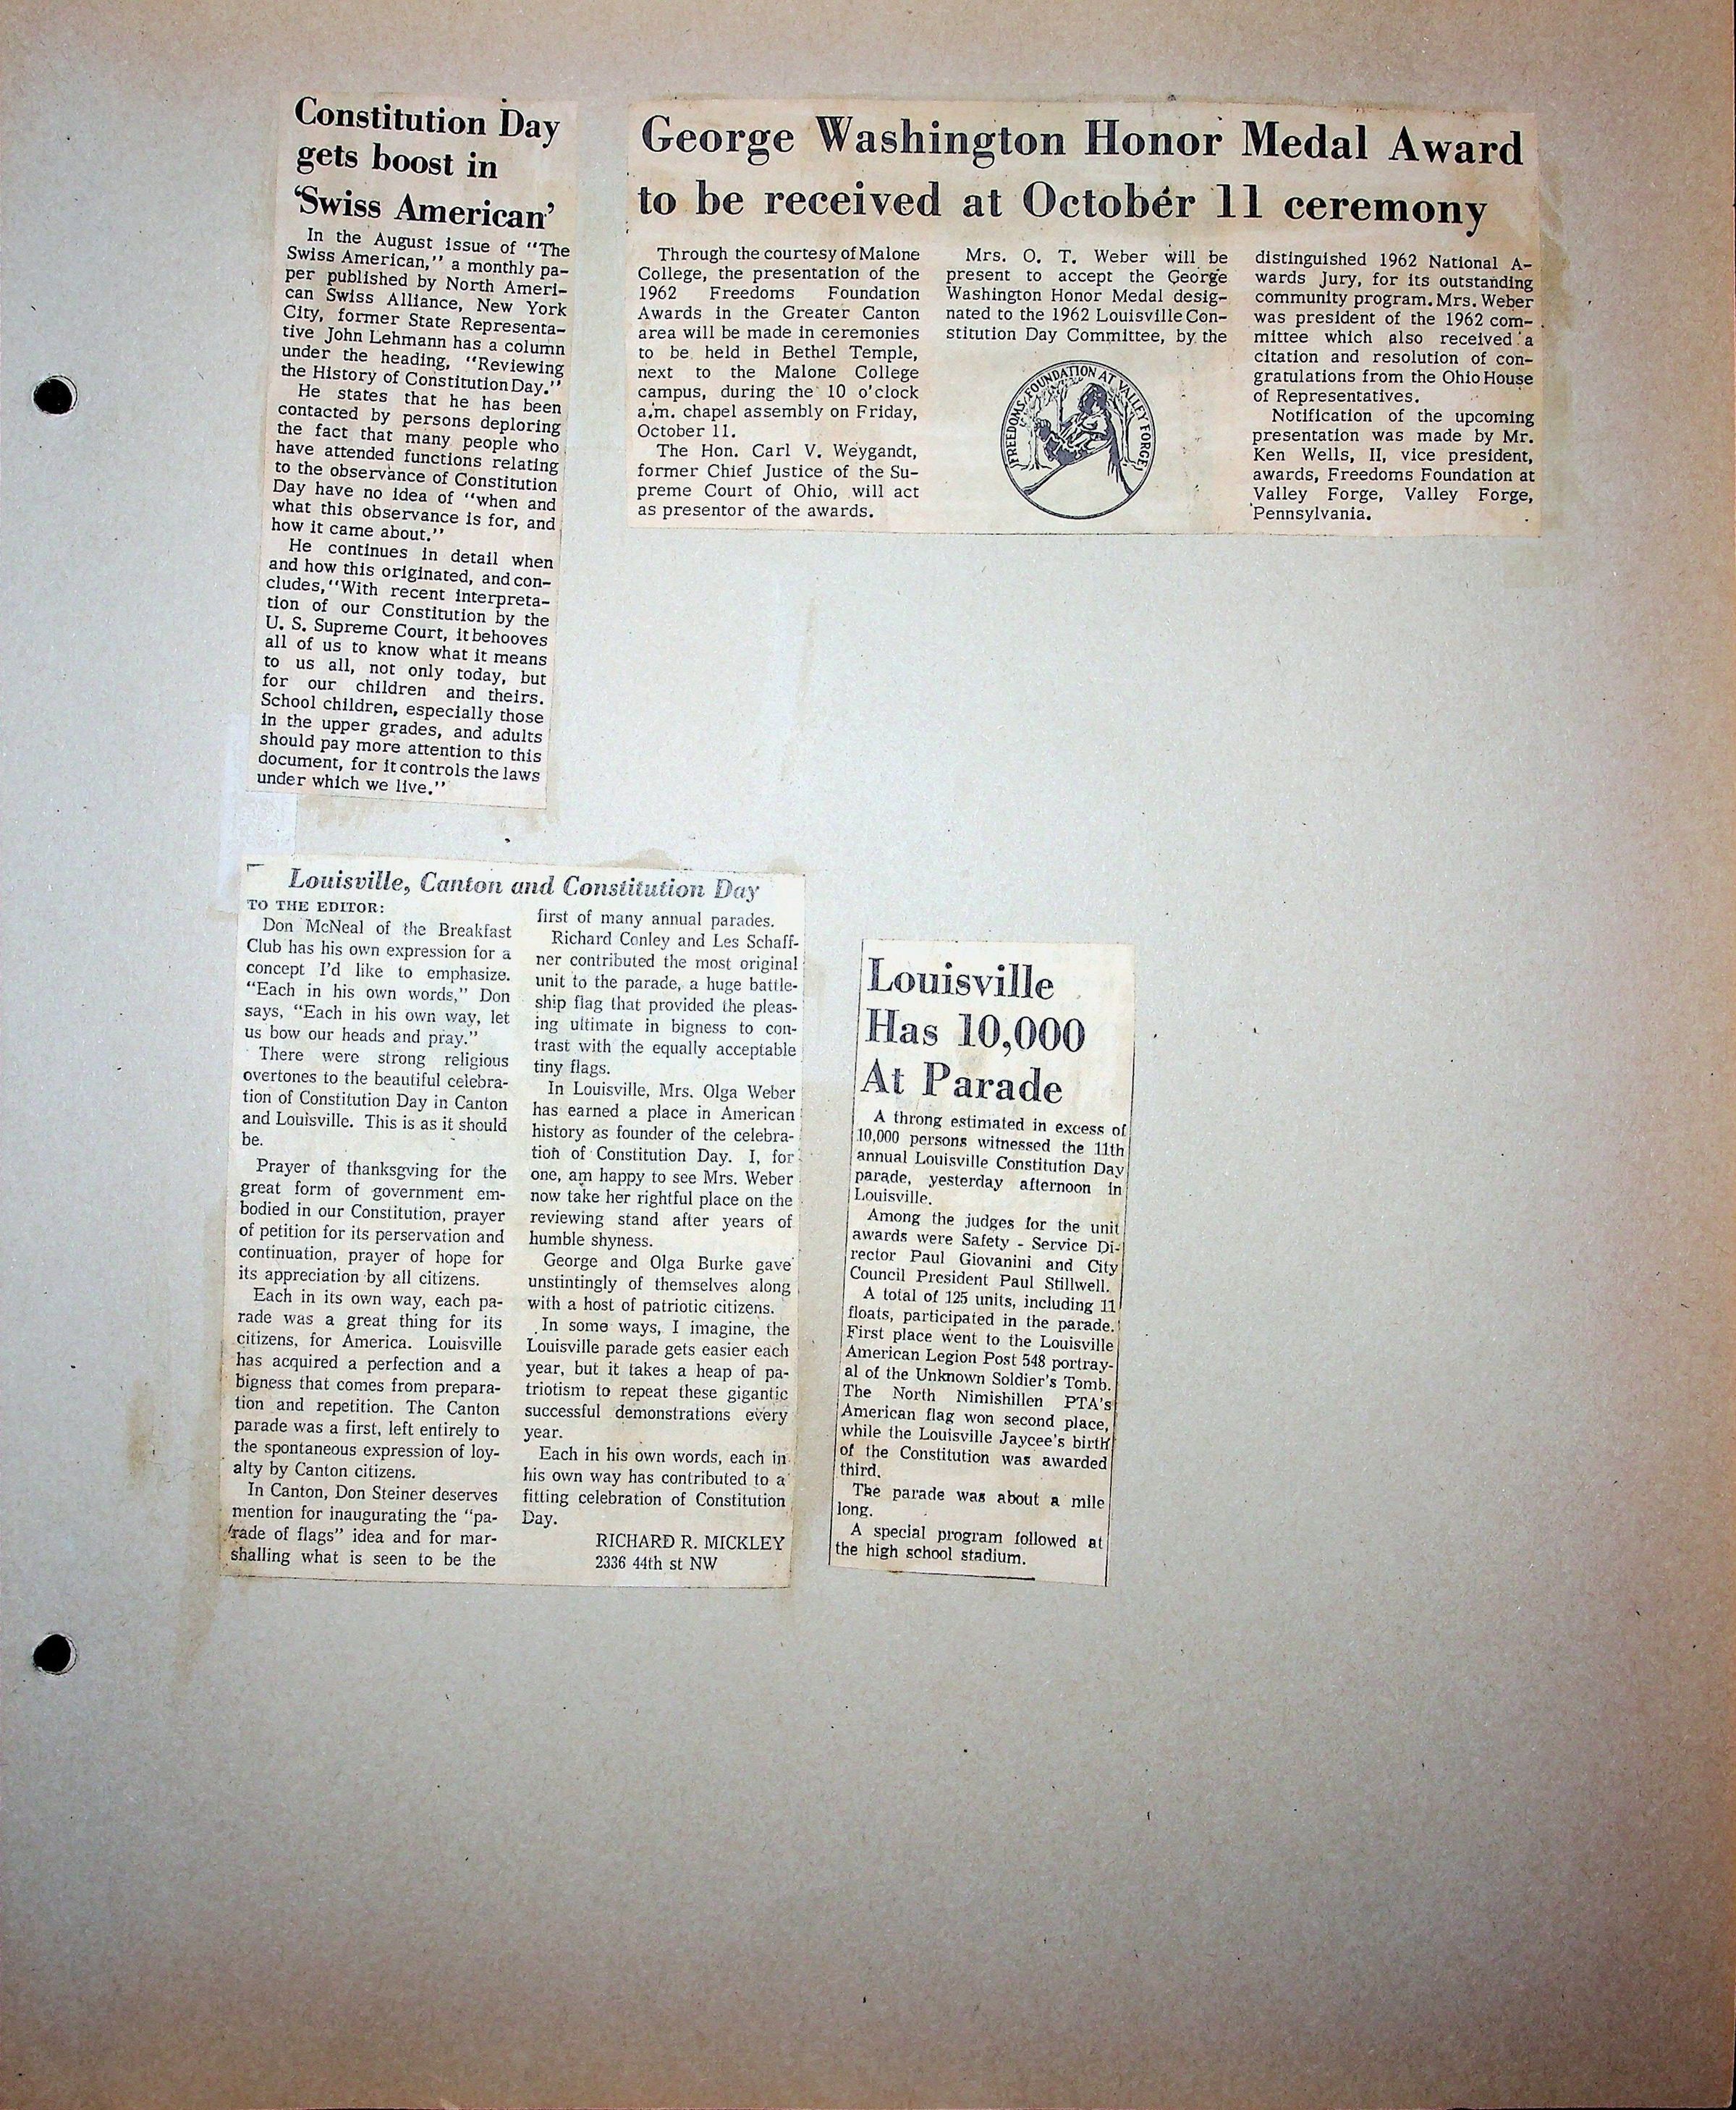 Constitution Day
gets boost in
‘Swiss American’
In the August issue of ‘‘The
Swiss American,’’ a monthly pa-
per published by North Ameri-
can Swiss Alliance, New York
City, former State Representa-
tive John Lehmann has a column
under the heading, ‘‘Reviewing
the History of Constitution Day.’’
He states that he has been
contacted by persons deploring
the fact that many people who
have attended functions relating
to the observance of Constitution
Day have no idea of ‘‘when and
what this observance is for, and
how it came about.’’
He continues in detail when
and how this originated, and con-
cludes, ‘‘With recent interpreta-
tion of our Constitution by the
U. S. Supreme Court, it behooves
all of us to know what it means
to us all, not only today, but
for our children and theirs.
School children, especially those
in the upper grades, and adults
should pay more attention to this
document, for it controls the laws
under which we live.’’
George Washington Honor Medal Award
to be received at October 11 ceremony
Through the courtesy of Malone
College, the presentation of the
1962 Freedoms Foundation
Awards in the Greater Canton
area will be made in ceremonies
to be held in Bethel Temple,
next to the Malone College
campus, during the 10 o'clock
a.m. chapel assembly on Friday,
October 11.
The Hon. Carl V. Weygandt,
former Chief Justice of the Su-
preme Court of Ohio, will act
as presentor of the awards.
Mrs. O. T. Weber will be
present to accept the George
Washington Honor Medal desig-
nated to the 1962 Louisville Con-
stitution Day Committee, by the
FREEDOMS FOUNDATION AT VALLEY FORGE
distinguished 1962 National A-
wards Jury, for its outstanding
community program. Mrs. Weber
was president of the 1962 com-
mittee which also received a
citation and resolution of con-
gratulations from the Ohio House
of Representatives.
Notification of the upcoming
presentation was made by Mr.
Ken Wells, II, vice president,
awards, Freedoms Foundation at
Valley Forge, Valley Forge,
Pennsylvania.
Louisville, Canton and Constitution Day
TO THE EDITOR:
Don McNeal of the Breakfast
Club has his own expression for a
concept I'd like to emphasize.
“Each in his own words,” Don
says, “Each in his own way, let
us bow our heads and pray.”
There were strong religious
overtones to the beautiful celebra-
tion of Constitution Day in Canton
and Louisville. This is as it should
be.
Prayer of thanksgving for the
great form of government em-
bodied in our Constitution, prayer
of petition for its perservation and
continuation, prayer of hope for
its appreciation by all citizens.
Each in its own way, each pa-
rade was a great thing for its
citizens, for America. Louisville
has acquired a perfection and a
bigness that comes from prepara-
tion and repetition. The Canton
parade was a first, left entirely to
the spontaneous expression of loy-
alty by Canton citizens.
In Canton, Don Steiner deserves
mention for inaugurating the “pa-
rade of flags” idea and for mar-
shalling what is seen to be the
first of many annual parades.
Richard Conley and Les Schaff-
ner contributed the most original
unit to the parade, a huge battle-
ship flag that provided the pleas-
ing ultimate in bigness to con-
trast with the equally acceptable
tiny flags.
In Louisville, Mrs. Olga Weber
has earned a place in American
history as founder of the celebra-
tion of Constitution Day. I, for
one, am happy to see Mrs. Weber
now take her rightful place on the
reviewing stand after years of
humble shyness.
George and Olga Burke gave
unstintingly of themselves along
with a host of patriotic citizens.
In some ways, I imagine, the
Louisville parade gets easier each
year, but it takes a heap of pa-
triotism to repeat these gigantic
successful demonstrations every
year.
Each in his own words, each in
his own way has contributed to a
fitting celebration of Constitution
Day.
RICHARD R. MICKLEY
2336 44th st NW
Louisville
Has 10,000
At Parade
A throng estimated in excess of
10,000 persons witnessed the 11th
annual Louisville Constitution Day
parade, yesterday afternoon in
Louisville.
Among the judges for the unit
awards were Safety - Service Di-
rector Paul Giovanini and City
Council President Paul Stillwell.
A total of 125 units, including 11
floats, participated in the parade.
First place went to the Louisville
American Legion Post 548 portray-
al of the Unknown Soldier's Tomb.
The North Nimishillen PTA's
American flag won second place,
while the Louisville Jaycee's birth
of the Constitution was awarded
third.
The parade was about a mile
long.
A special program followed at
the high school stadium.